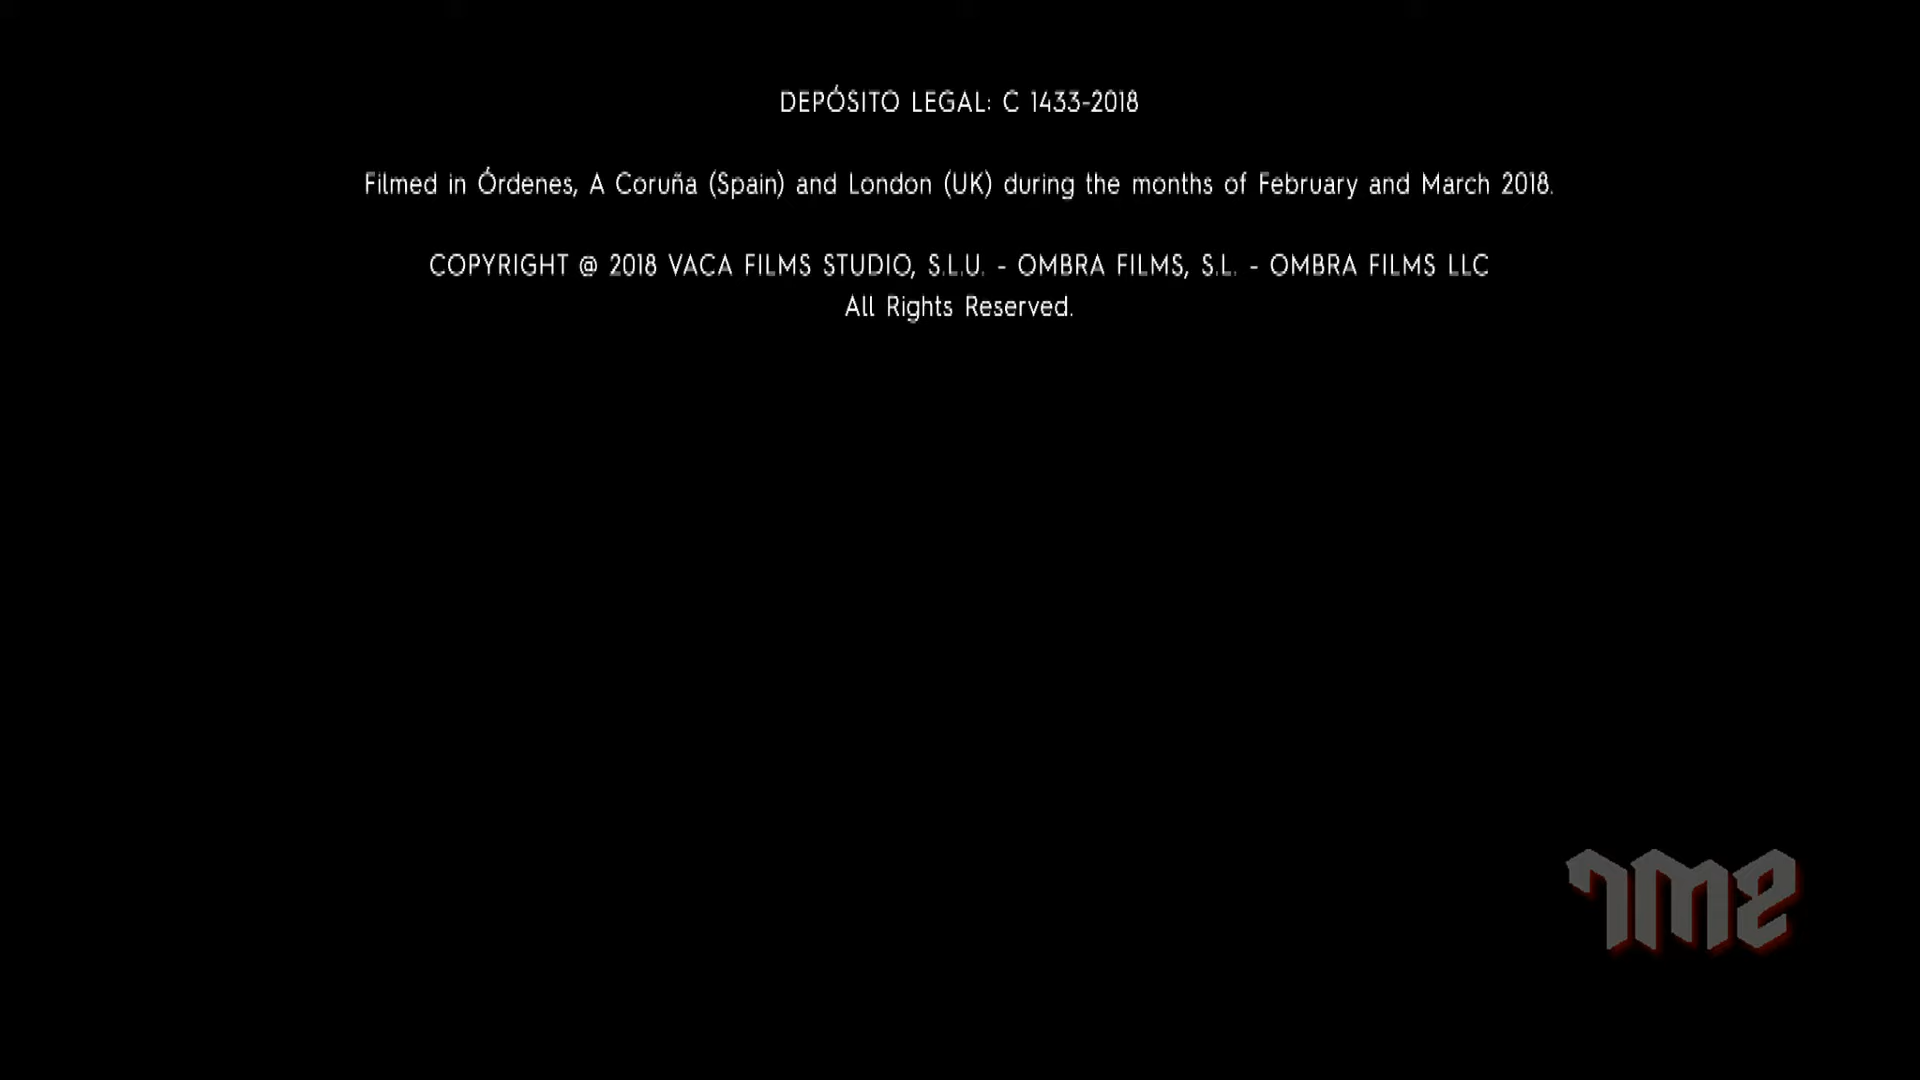 DEPÓSITO LEGAL: C 1433-2018
Filmed in Órdenes, A Coruña (Spain) and London (UK) during the months of February and March 2018.
COPYRIGHT @ 2018 VACA FILMS STUDIO, S.L.U. - OMBRA FILMS, S.L. - OMBRA FILMS LLC
All Rights Reserved.